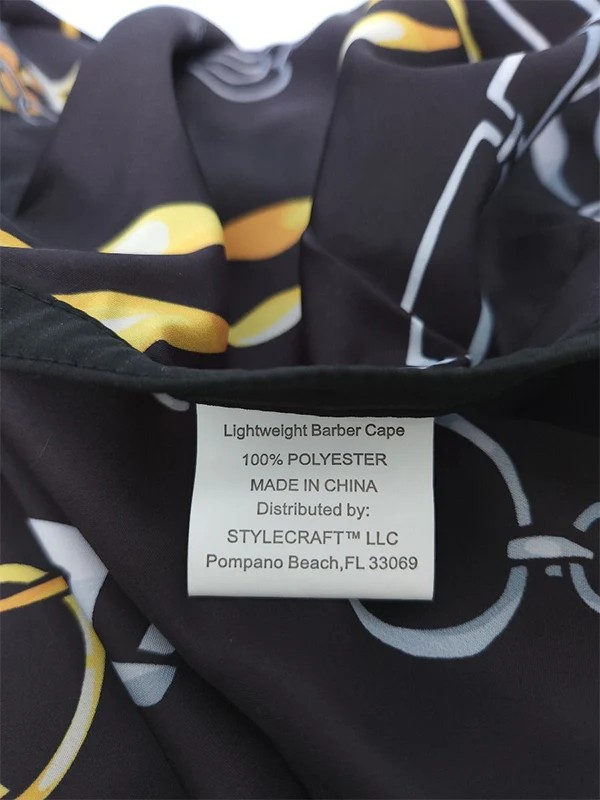 Lightweight Barber Cape
100% POLYESTER
MADE IN CHINA
Distributed by:
STYLECRAFT™ LLC
Pompano Beach,FL 33069